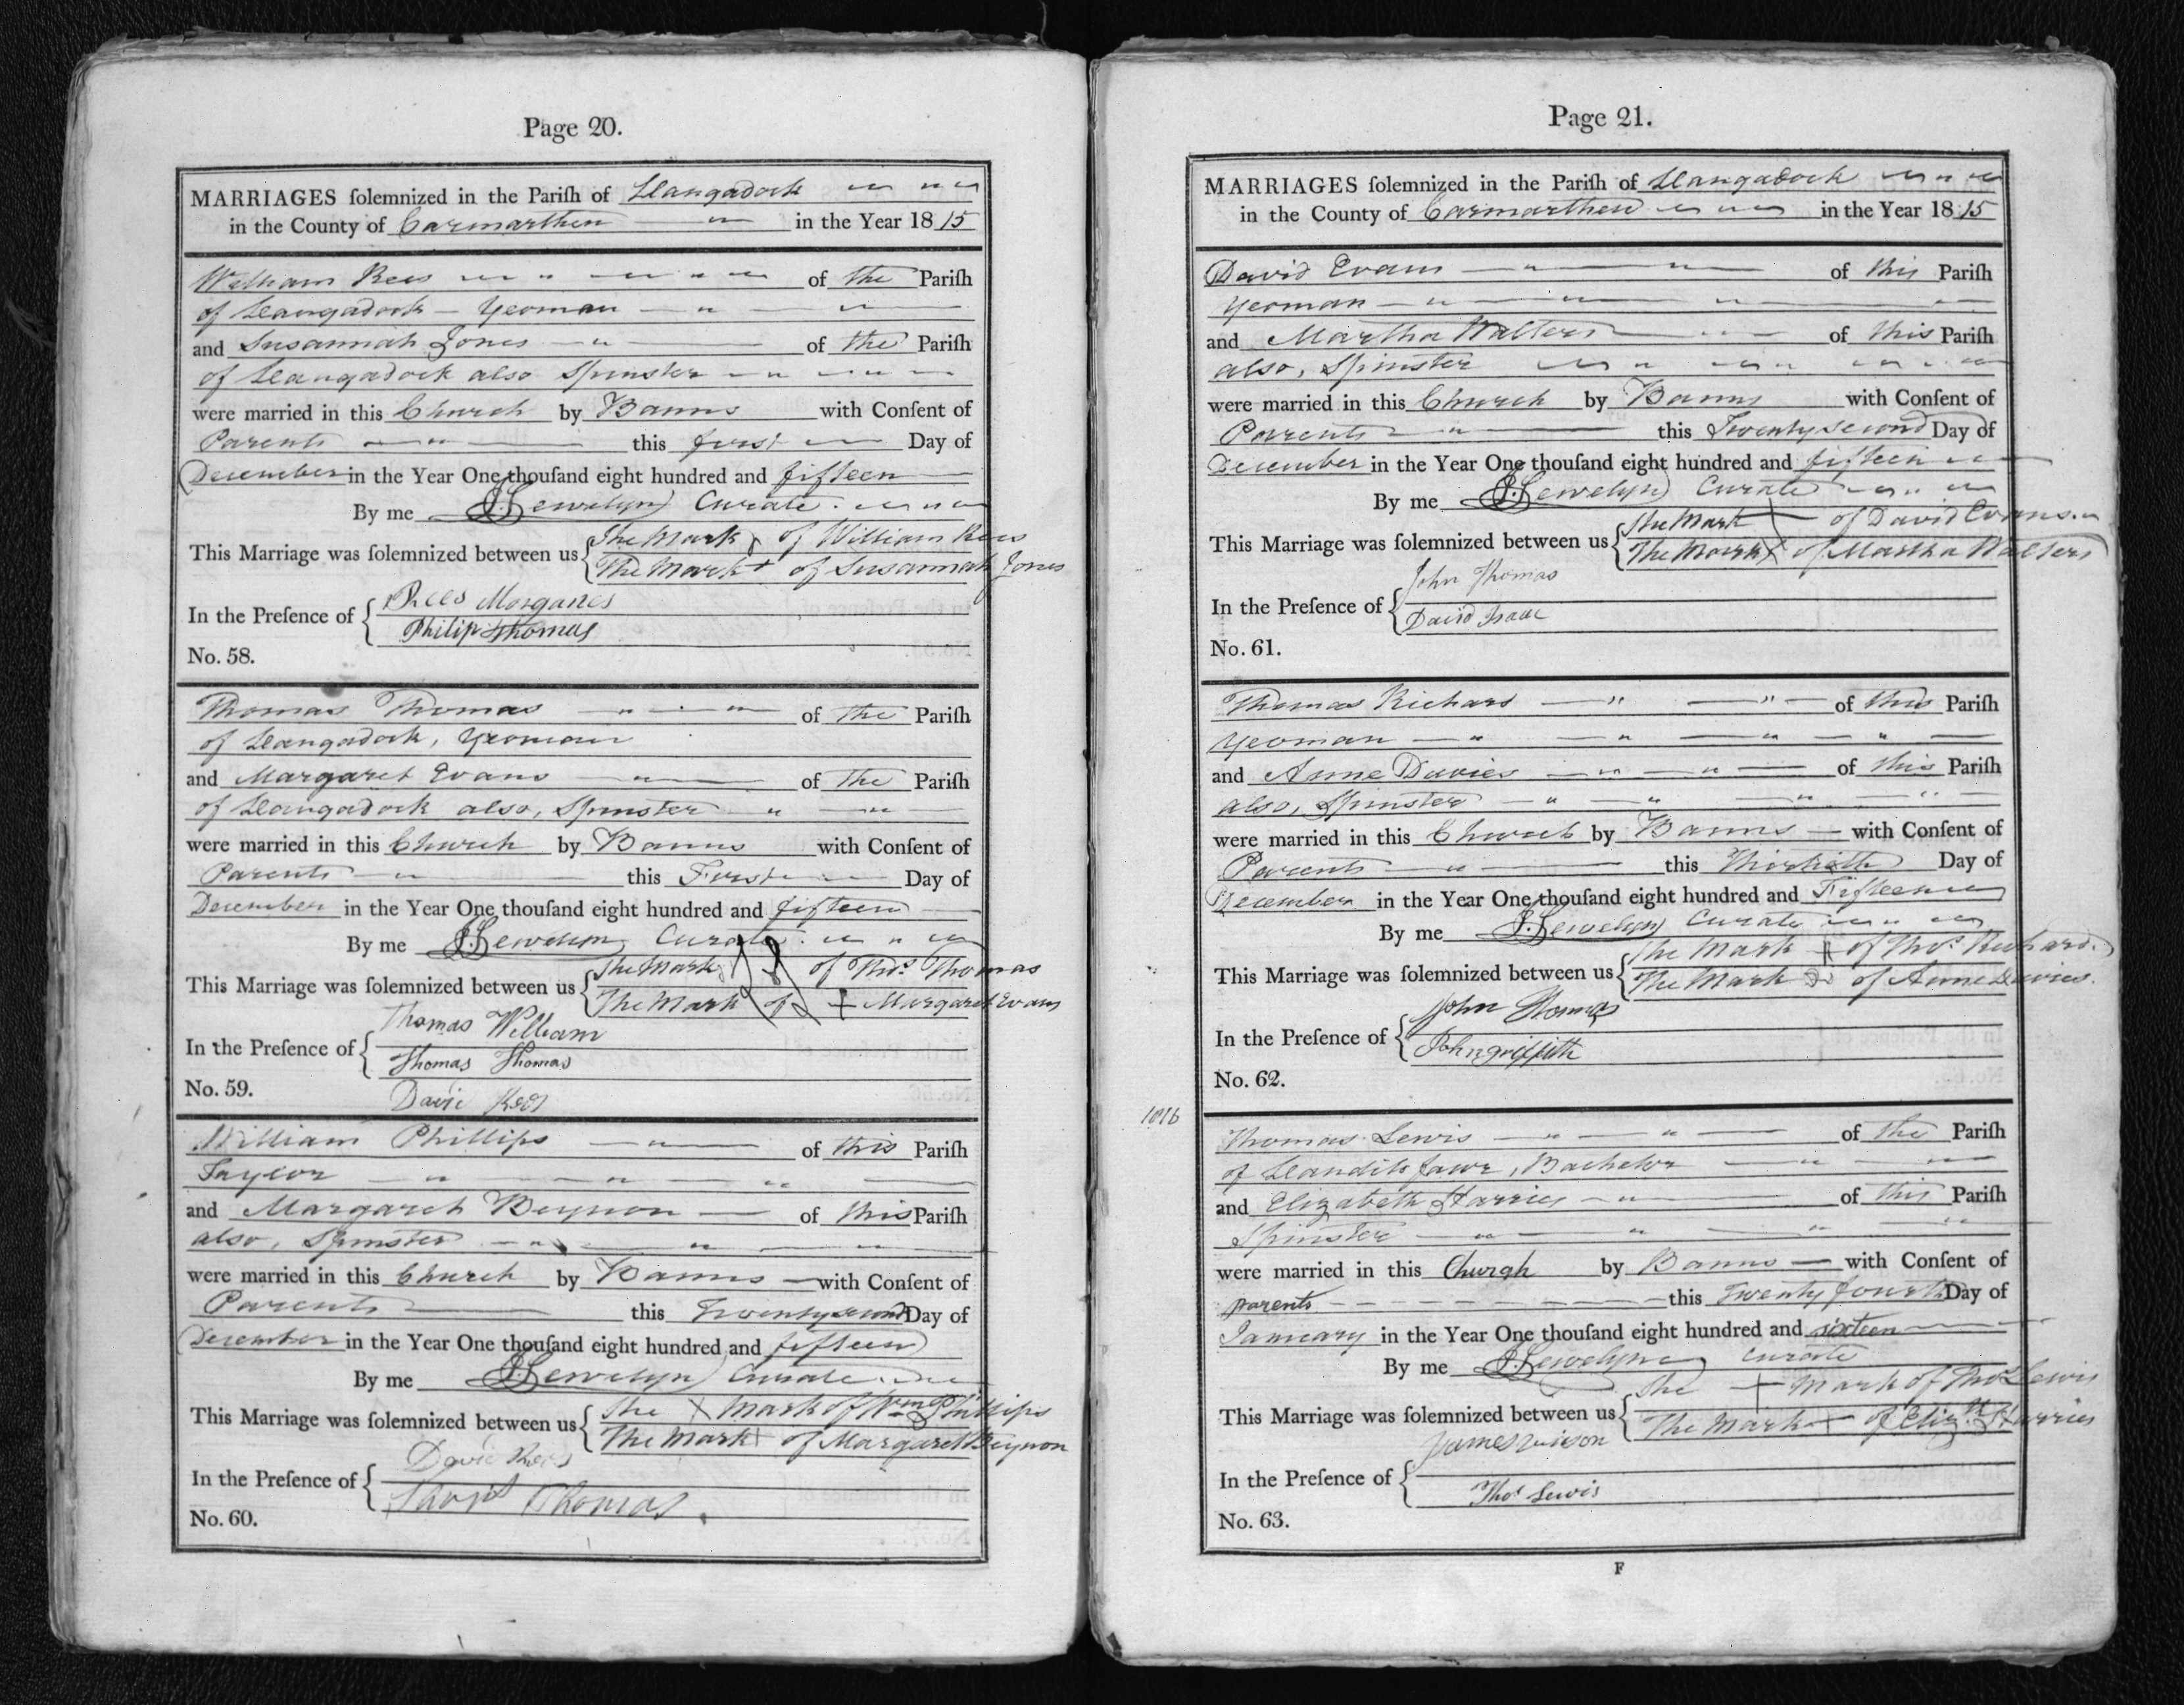 Page 20.
MARRIAGES ſolemnized in the Pariſh of Llangadock
in the County of Carmarthen in the Year 1815
William Rees of the Pariſh
of Llangadock - Yeoman
and Susannah Jones of the Pariſh
of Llangadock also Spinster
were married in this Church by Banns with Conſent of
Parents this first Day of
December in the Year One thouſand eight hundred and fifteen
By me J. Llewelyn Curate.
This Marriage was ſolemnized between us The Mark x of William Rees
The Mark + of Susannah Jones
In the Preſence of Rees Morganes
Philip Thomas
No. 58.
Thomas Thomas of the Pariſh
of Llangadock, Yeoman
and Margaret Evans of the Pariſh
of Llangadock also, Spinster
were married in this Church by Banns with Conſent of
Parents this First Day of
December in the Year One thouſand eight hundred and fifteen
By me J. Llewelyn Curate.
This Marriage was ſolemnized between us The Mark of Thos. Thomas
The Mark of + Margaret Evans
Thomas William
In the Preſence of
Thomas Thomas
No. 59.
David Rees
William Phillips of this Pariſh
Taylor
and Margaret Beynon of this Pariſh
also, Spinster
were married in this Church by Banns with Conſent of
Parents this Twenty second Day of
December in the Year One thouſand eight hundred and fifteen
By me J. Llewelyn Curate
This Marriage was ſolemnized between us The X Mark of Wm. Phillips
The Mark + of Margaret Beynon
David Rees
In the Preſence of
Thomas.
No. 60.
Page 21.
MARRIAGES ſolemnized in the Pariſh of Llangadock
in the County of Carmarthen in the Year 1815
David Evans of this Pariſh
Yeoman
and Martha Walters of this Pariſh
also, Spinster
were married in this Church by Banns with Conſent of
Parents this Twenty second Day of
December in the Year One thouſand eight hundred and fifteen
By me J. Llewelyn Curate
This Marriage was ſolemnized between us The Mark of David Evans
The Mark X of Martha Walters
John Thomas
In the Preſence of
David Isaac
No. 61.
Thomas Richard of this Pariſh
Yeoman
and Anne Davies of this Pariſh
also, Spinster
were married in this Church by Banns with Conſent of
Parents this Thirtieth Day of
December in the Year One thouſand eight hundred and Fifteen
By me J. Llewelyn Curate
This Marriage was ſolemnized between us The Mark of Thos. Richard.
The Mark of Anne Davies.
John Thomas
In the Preſence of
John griffith
No. 62.
1816
Thomas Lewis of the Pariſh
of Llandilo fawr, Bachelor
and Elizabeth Harries of this Pariſh
Spinster
were married in this Church by Banns with Conſent of
parents this Twenty fourth Day of
January in the Year One thouſand eight hundred and sixteen
By me J. Llewelyn Curate
This Marriage was ſolemnized between us The + Mark of Thos Lewis
The Mark + of Elizth Harries
James
In the Preſence of
Thos Lewis
No. 63.
F